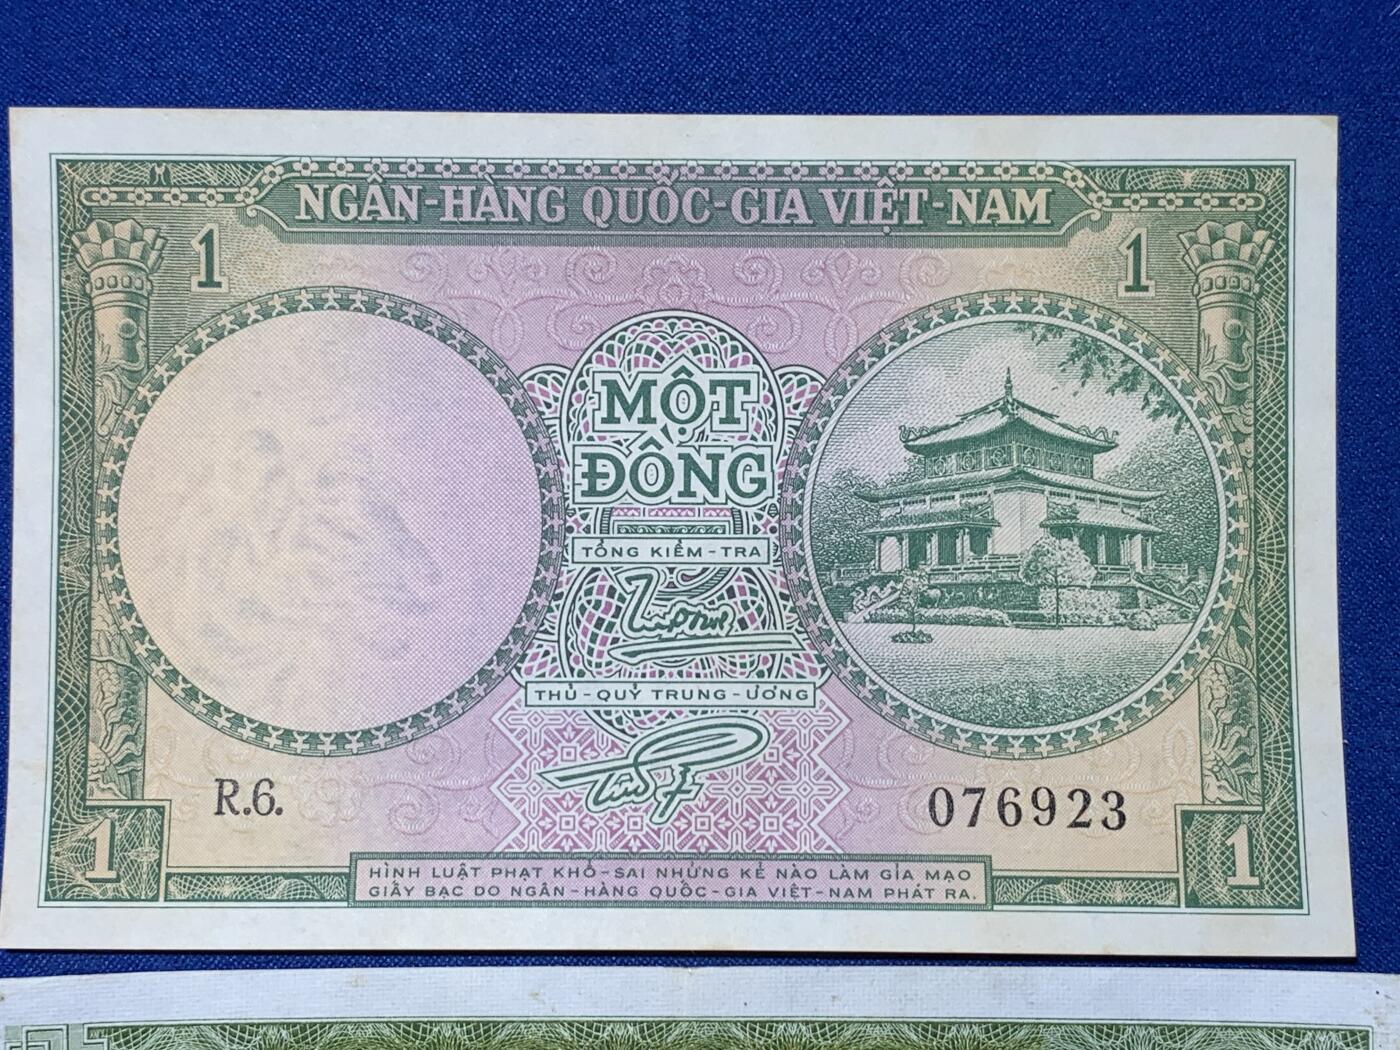 NGÂN-HÀNG QUỐC-GIA VIỆT-NAM
1
1
MỘT
ĐỒNG
TỔNG KIỂM-TRA
THỦ-QUỸ TRUNG-ƯƠNG
R.6.
076923
1
1
HÌNH LUẬT PHẠT KHỔ-SAI NHỮNG KẺ NÀO LÀM GIẢ MẠO
GIẤY BẠC DO NGÂN-HÀNG QUỐC-GIA VIỆT-NAM PHÁT RA.